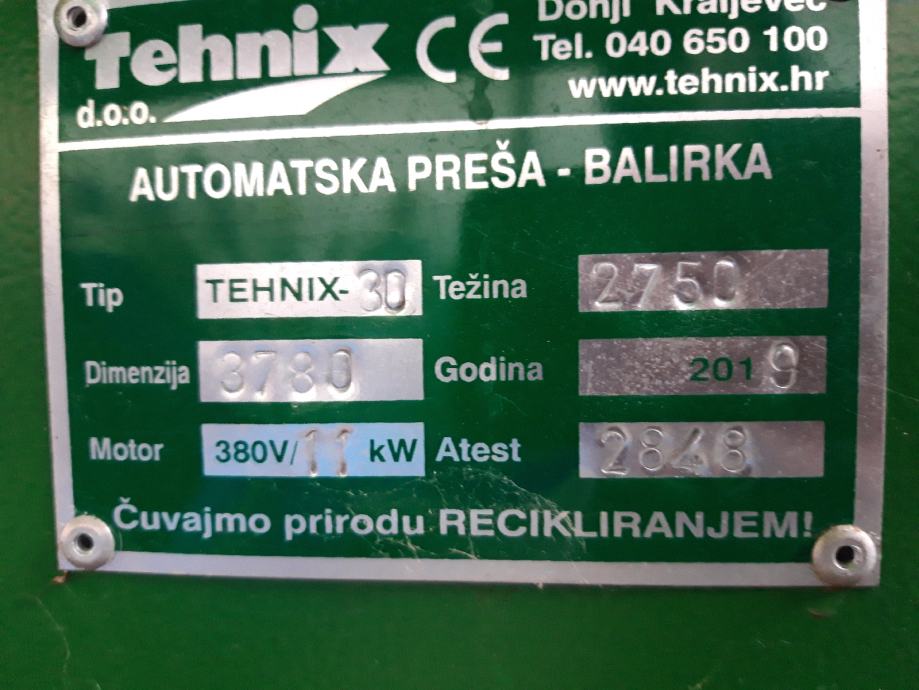 Donji Kraljevec
Tehnix CE Tel. 040 650 100
d.o.o. www.tehnix.hr
AUTOMATSKA PREŠA - BALIRKA
Tip TEHNIX-30 Težina 2750
Dimenzija 3780 Godina 2019
Motor 380V/11 kW Atest 2848
Čuvajmo prirodu RECIKLIRANJEM!